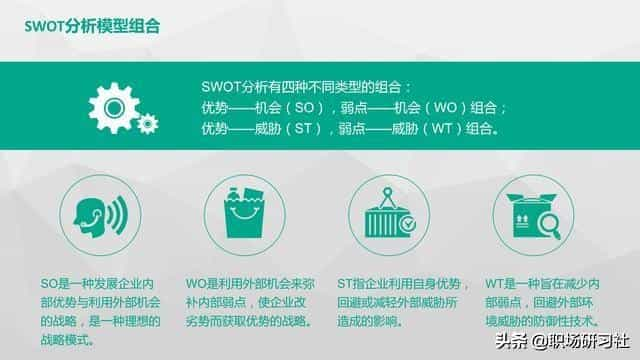 SWOT分析模型组合
SWOT分析有四种不同类型的组合：
优势——机会（SO），弱点——机会（WO）组合；
优势——威胁（ST），弱点——威胁（WT）组合。
SO是一种发展企业内
部优势与利用外部机会
的战略，是一种理想的
战略模式。
WO是利用外部机会来弥
补内部弱点，使企业改
劣势而获取优势的战略。
ST指企业利用自身优势，
回避或减轻外部威胁所
造成的影响。
WT是一种旨在减少内
部弱点，回避外部环
境威胁的防御性技术。
头条@职场研习社